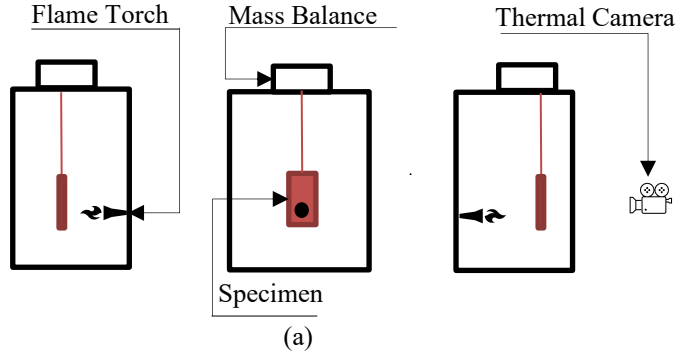 Flame Torch
Mass Balance
Thermal Camera
Specimen
(a)